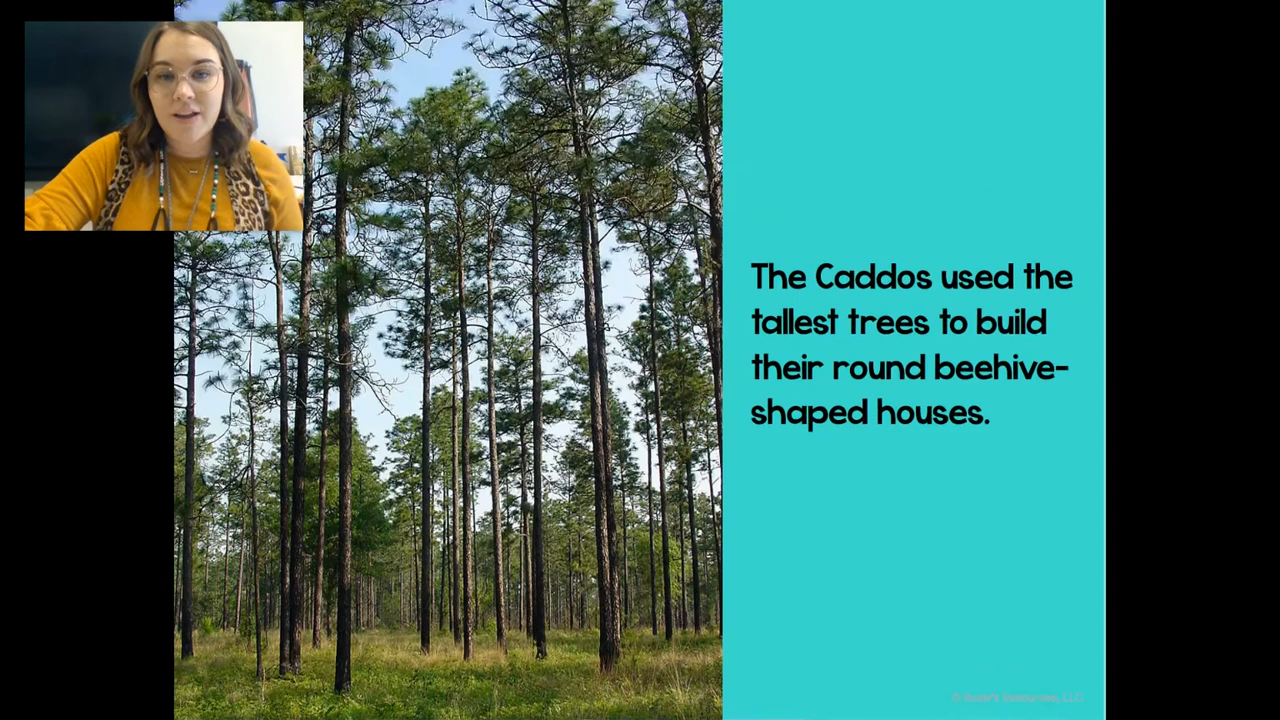 The Caddos used the
tallest trees to build
their round beehive-
shaped houses.